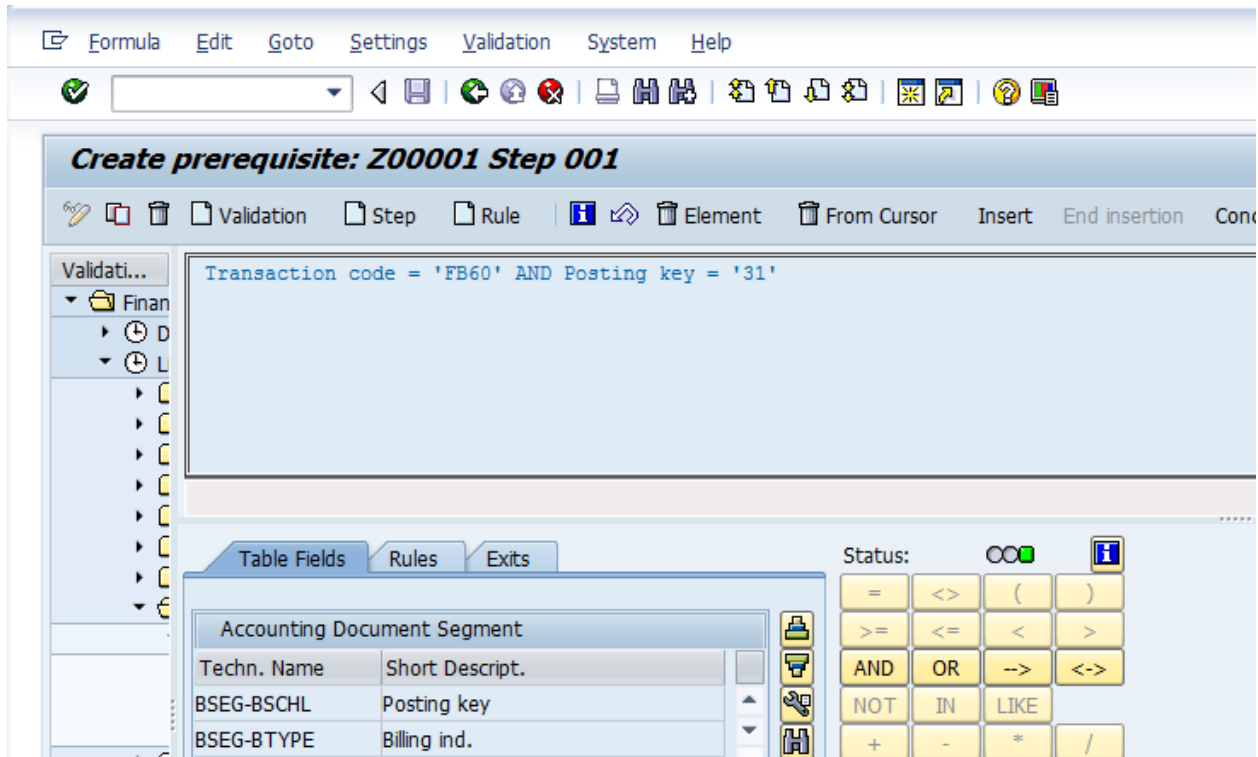 Formula Edit Goto Settings Validation System Help
Create prerequisite: Z00001 Step 001
Validation Step Rule Element From Cursor Insert End insertion
Validati...
Transaction code = 'FB60' AND Posting key = '31'
Finan
D
Table Fields Rules Exits
Status:
= <> ( )
Accounting Document Segment
>= <= < >
Techn. Name Short Descript.
AND OR --> <->
BSEG-BSCHL Posting key
NOT IN LIKE
BSEG-BTYPE Billing ind.
+ - * /